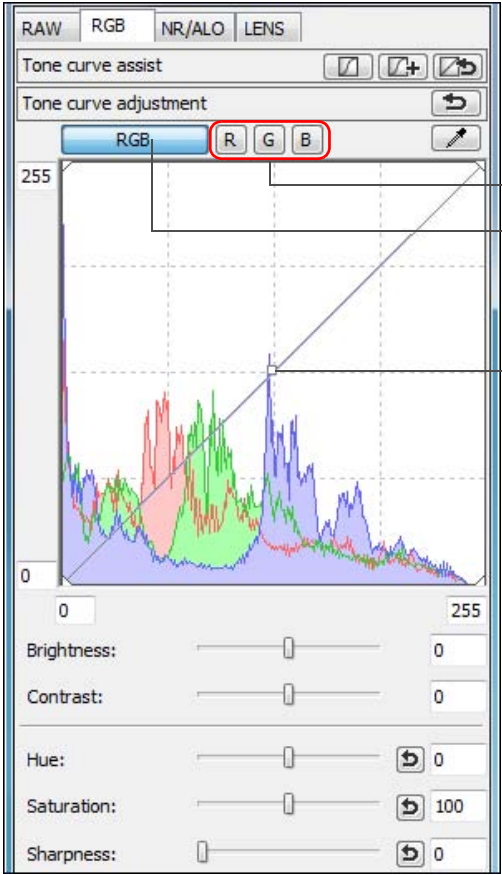 RAW RGB NR/ALO LENS
Tone curve assist
Tone curve adjustment
RGB R G B
255
0
0 255
Brightness: 0
Contrast: 0
Hue: 0
Saturation: 100
Sharpness: 0